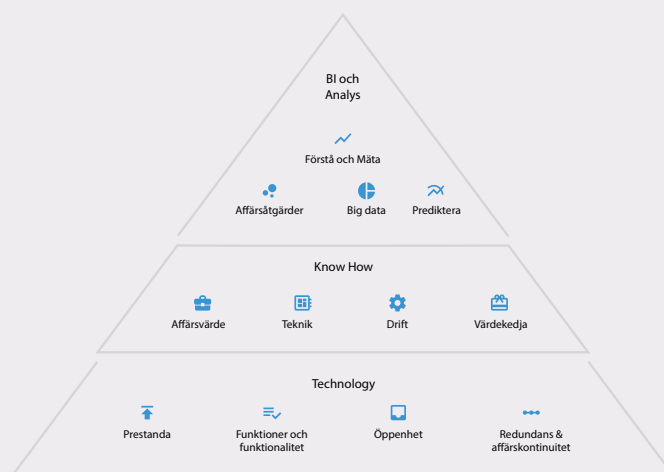 BI och
Analys
Förstå och Mäta
Affärsåtgärder
Big data
Prediktera
Know How
Affärsvärde
Teknik
Drift
Värdekedja
Technology
Prestanda
Funktioner och
funktionalitet
Öppenhet
Redundans &
affärskontinuitet